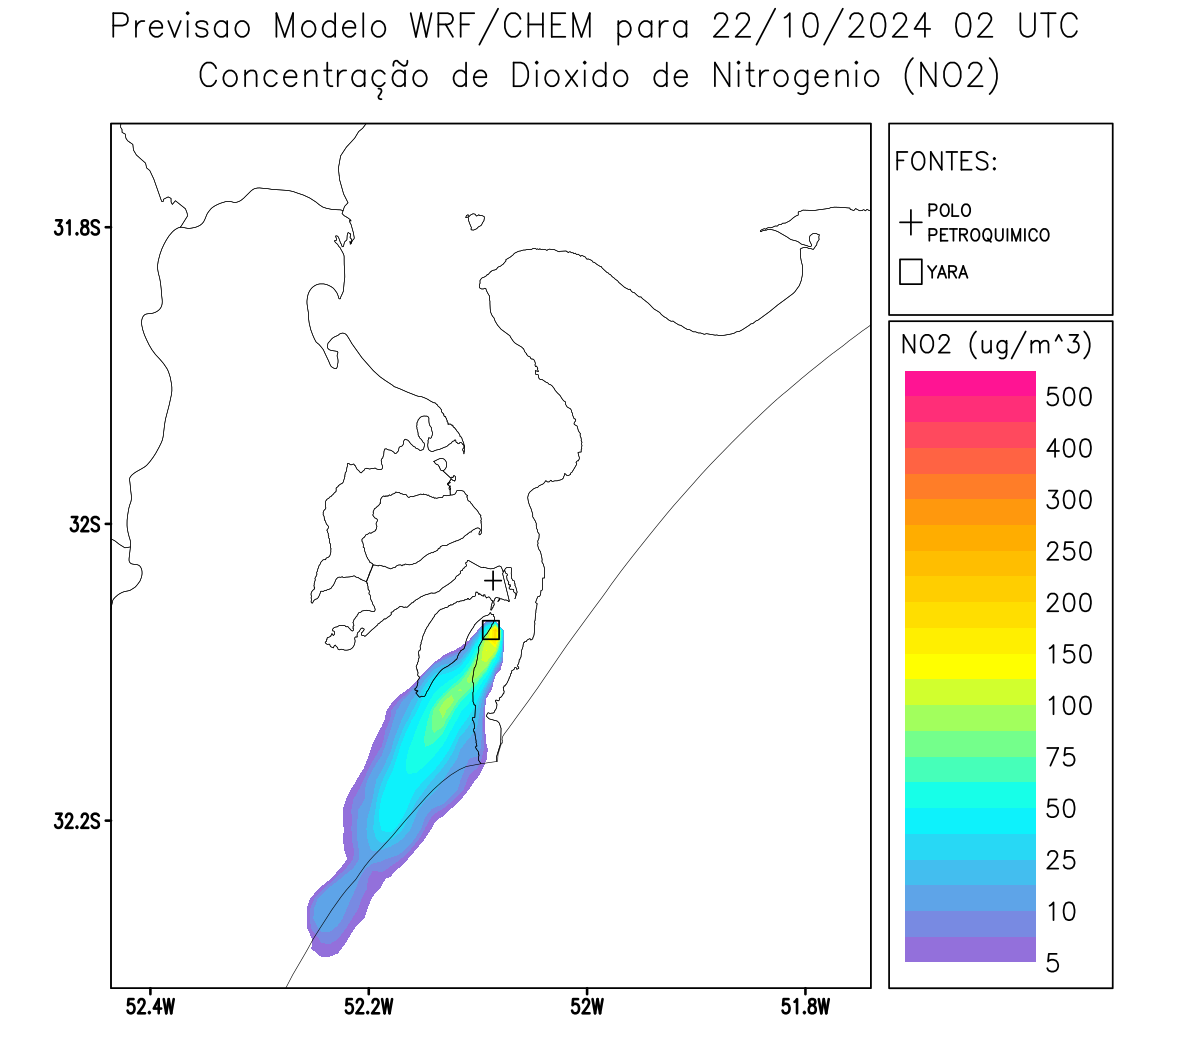 Previsao Modelo WRF/CHEM para 22/10/2024 02 UTC
Concentração de Dioxido de Nitrogenio (NO2)
FONTES:
POLO
PETROQUIMICO
YARA
NO2 (ug/m^3)
500
400
300
250
200
150
100
75
50
25
10
5
31.8S
32S
32.2S
52.4W
52.2W
52W
51.8W